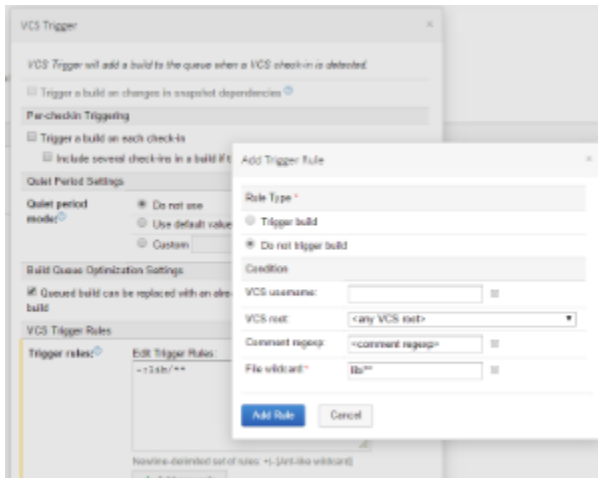 VCS Trigger
VCS Trigger will add a build to the queue when a VCS check-in is detected.
Trigger a build on changes in snapshot dependencies
Per-checkin Triggering
Trigger a build on each check-in
Include several check-ins in a build if t
Quiet Period Settings
Quiet period mode:
Do not use
Use default value
Custom
Build Queue Optimization Settings
Queued build can be replaced with an alre
build
VCS Trigger Rules
Trigger rules:
Edit Trigger Rules:
-:lib/**
Newline-delimited set of rules: +|-:[Ant-like wildcard]
Add Trigger Rule
Rule Type *
Trigger build
Do not trigger build
Condition
VCS username:
VCS root:
<any VCS root>
Comment regexp:
<comment regexp>
File wildcard:*
lib/**
Add Rule
Cancel